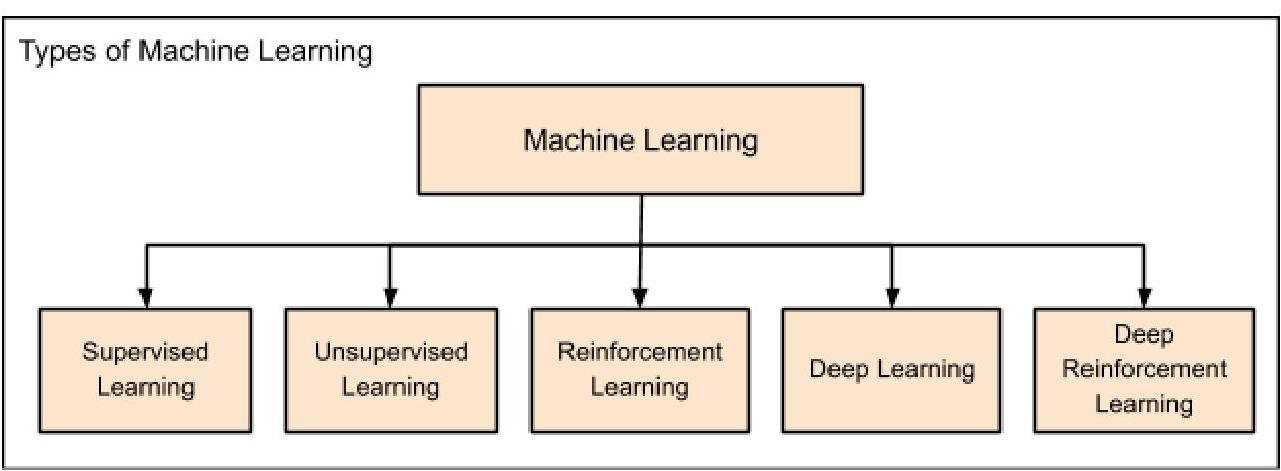 Types of Machine Learning
Machine Learning
Supervised
Learning
Unsupervised
Learning
Reinforcement
Learning
Deep Learning
Deep
Reinforcement
Learning